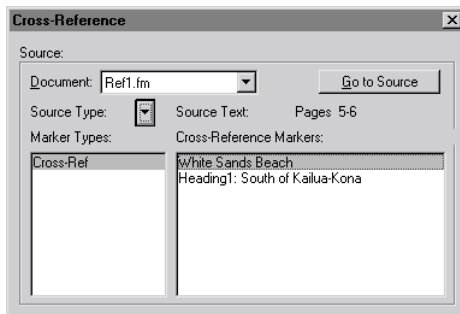 Cross-Reference
Source:
Document: Ref1.fm Go to Source
Source Type: Source Text: Pages 5-6
Marker Types: Cross-Reference Markers:
Cross-Ref White Sands Beach
Heading1: South of Kailua-Kona